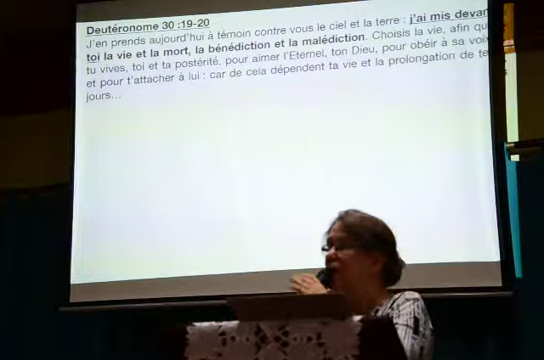 Deutéronome 30 :19-20
J'en prends aujourd'hui à témoin contre vous le ciel et la terre : j'ai mis devan
toi la vie et la mort, la bénédiction et la malédiction. Choisis la vie, afin qu
tu vives, toi et ta postérité, pour aimer l'Eternel, ton Dieu, pour obéir à sa voix
et pour t'attacher à lui : car de cela dépendent ta vie et la prolongation de te
jours…